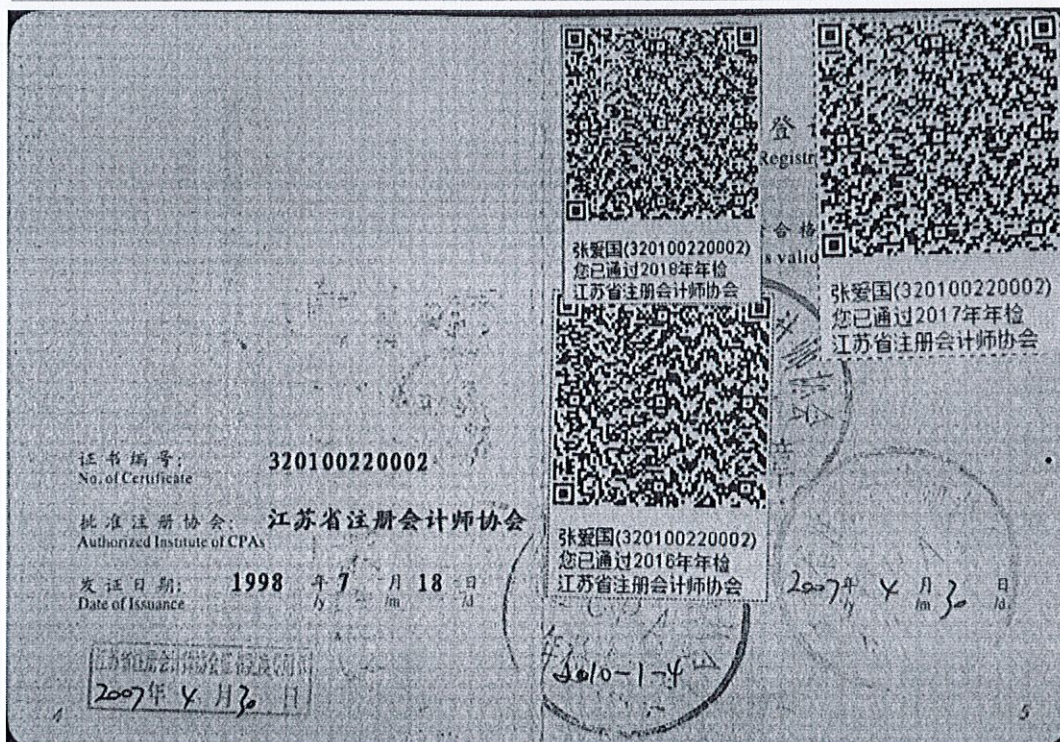 证书编号:
No. of Certificate
320100220002
批准注册协会:
Authorized Institute of CPAs
江苏省注册会计师协会
发证日期:
Date of Issuance
1998 年 7 月 18 日
/y /m /d
2007年 4 月 30 日
4
登
Registr
合格
s valid
张爱国(320100220002)
您已通过2018年年检
江苏省注册会计师协会
张爱国(320100220002)
您已通过2017年年检
江苏省注册会计师协会
张爱国(320100220002)
您已通过2016年年检
江苏省注册会计师协会
2010-1-4
2007年 4 月 30 日
/y /m /d
5